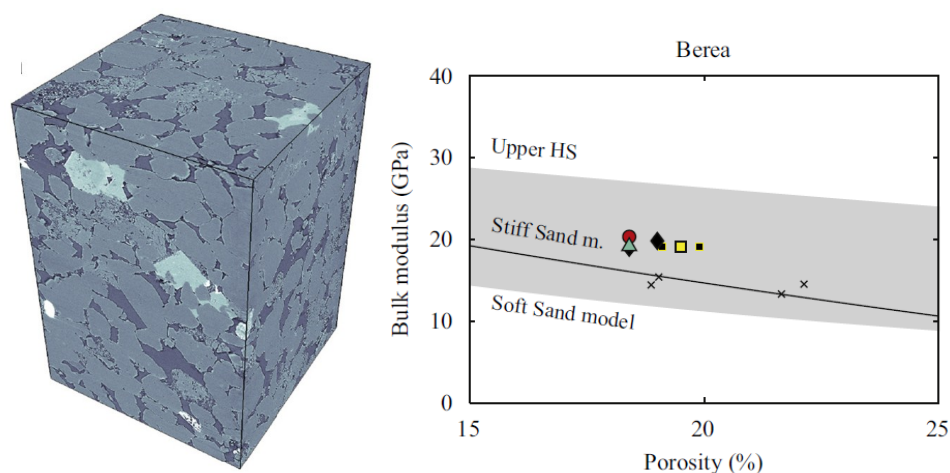 Berea
40
30
20
10
0
15
20
25
Bulk modulus (GPa)
Porosity (%)
Upper HS
Stiff Sand m.
Soft Sand model